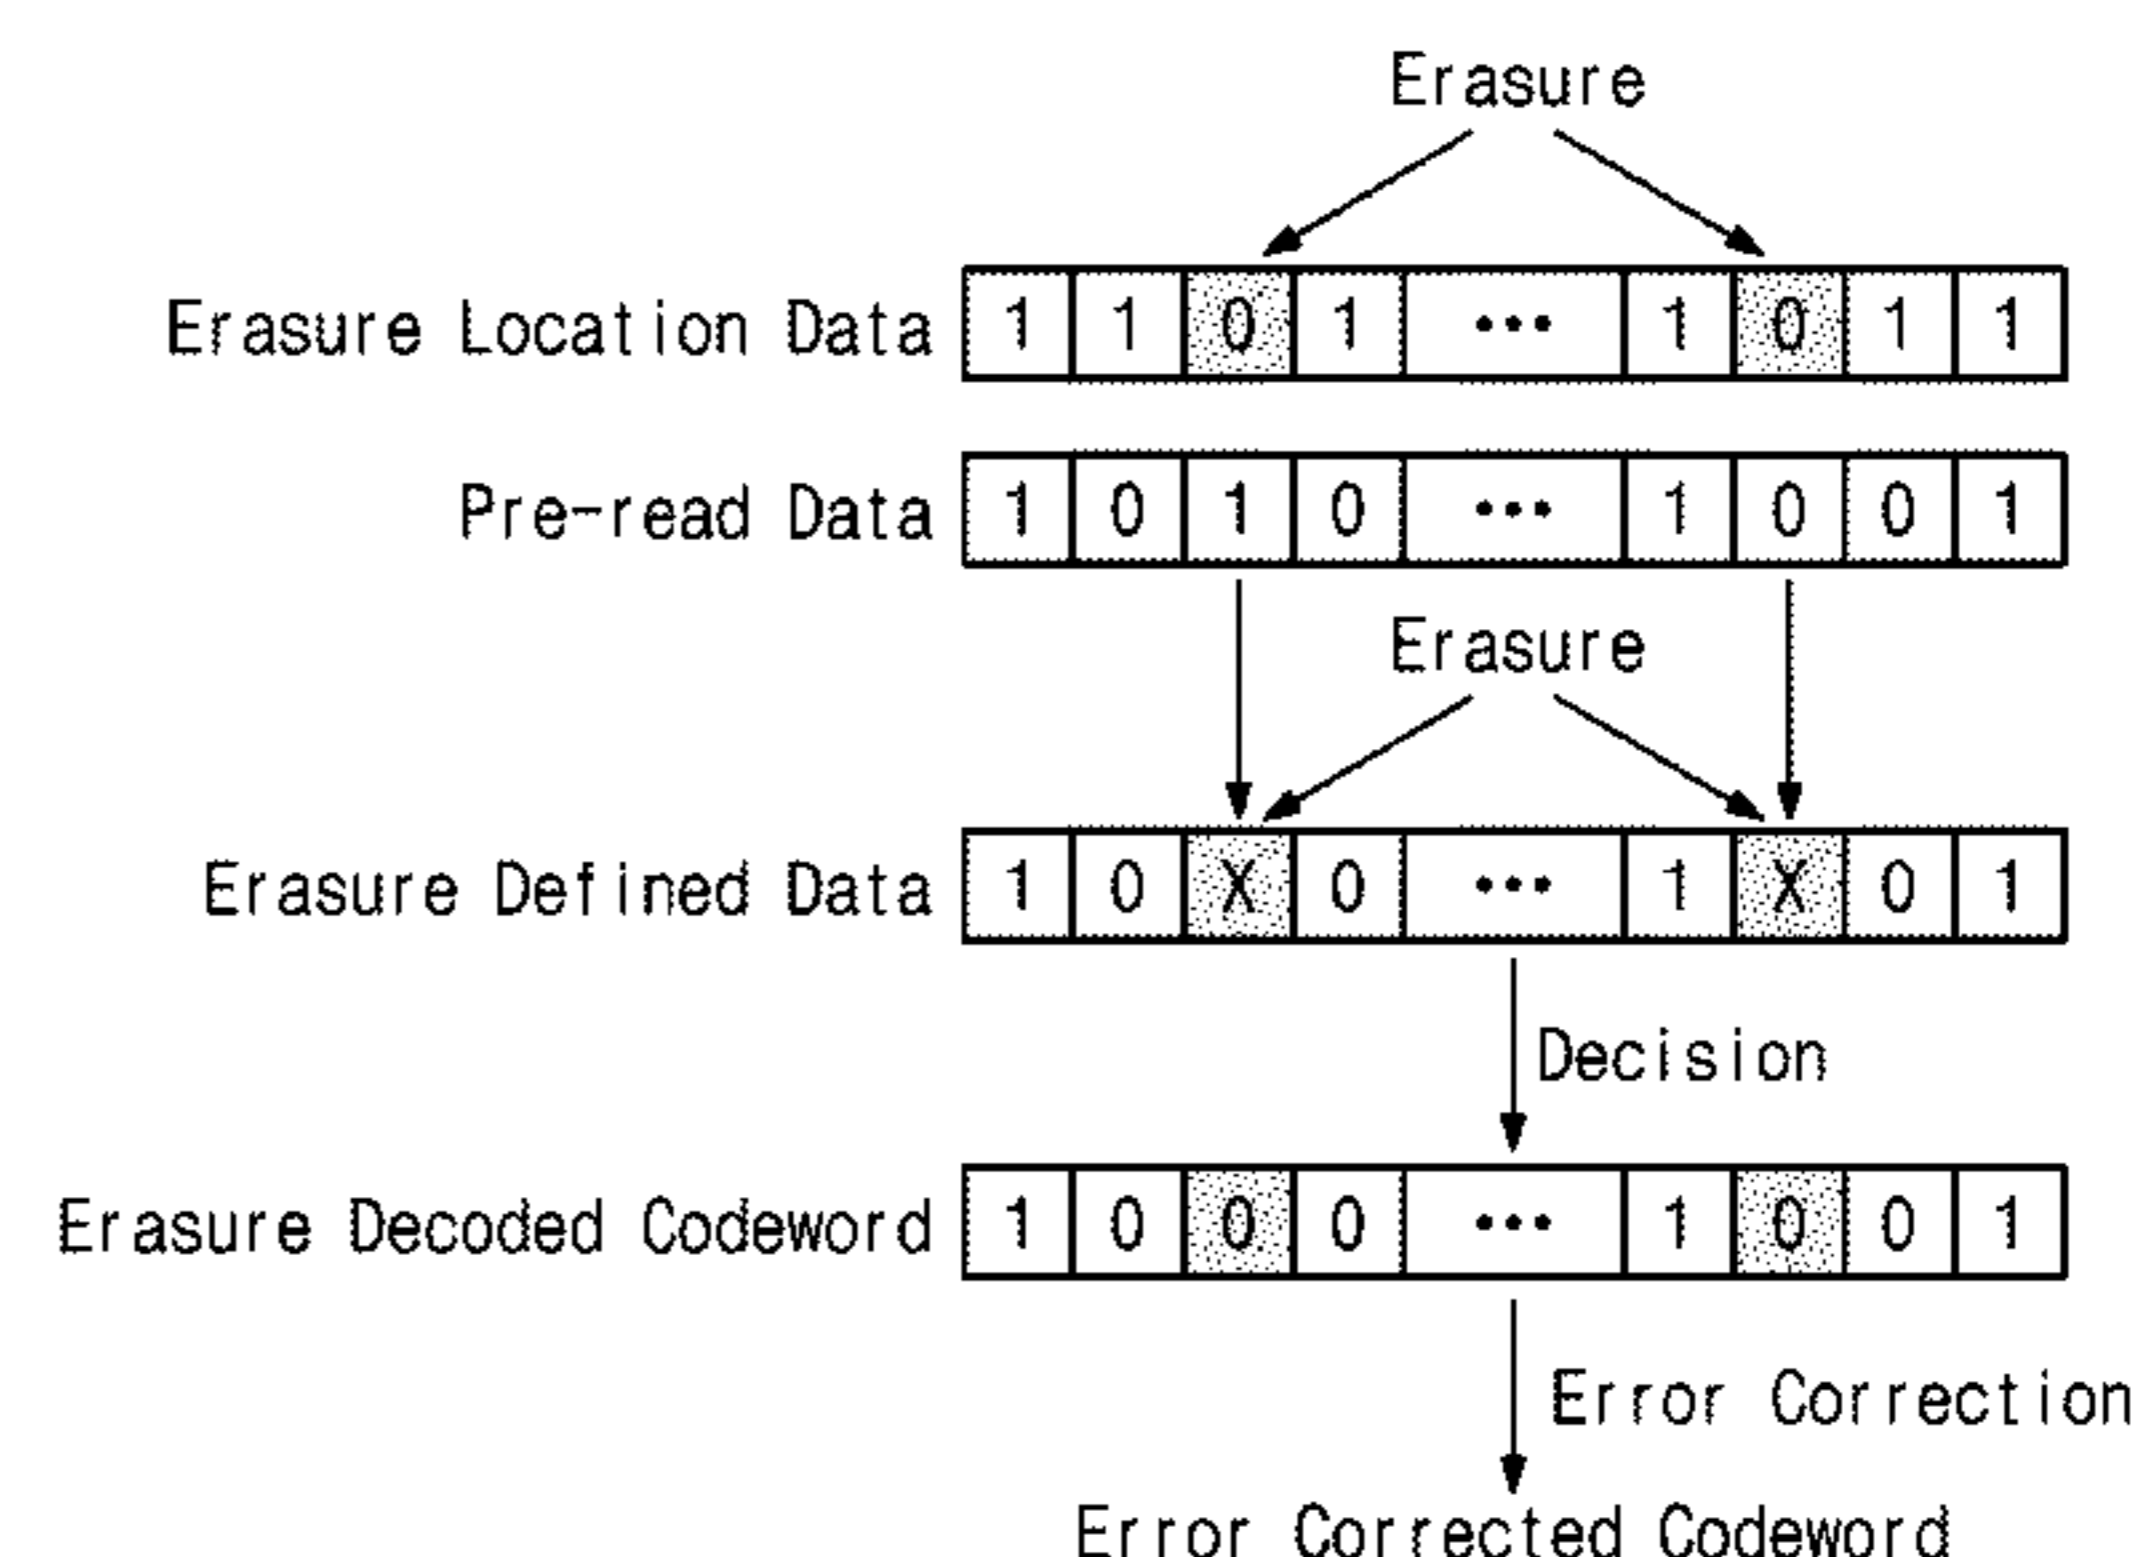 Erasure
Erasure Location Data 1 1 0 1 ... 1 0 1 1
Pre-read Data 1 0 1 0 ... 1 0 0 1
Erasure
Erasure Defined Data 1 0 X 0 ... 1 X 0 1
Decision
Erasure Decoded Codeword 1 0 0 0 ... 1 0 0 1
Error Correction
Error Corrected Codeword